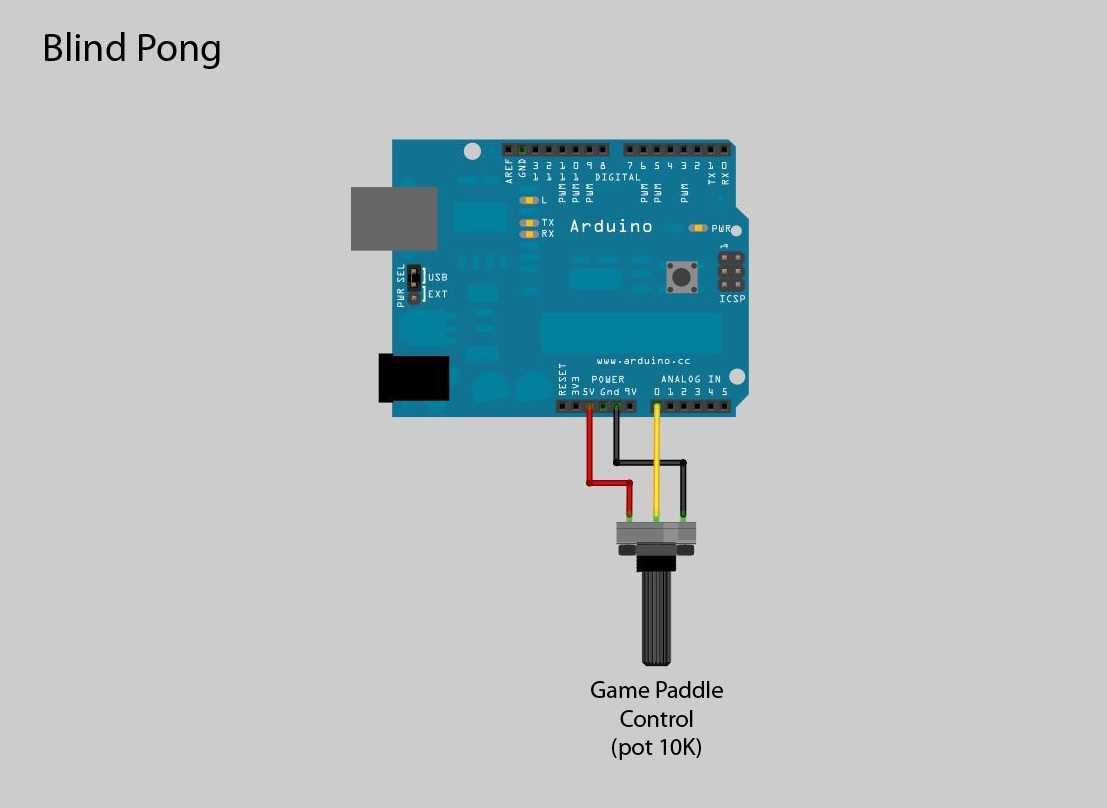 Blind Pong
AREF
GND
13
12
11
10
9
8
7
6
5
4
3
2
1
0
DIGITAL
PWM
PWM
PWM
PWM
PWM
PWM
TX
RX
L
TX
RX
Arduino
PWR
1
ICSP
PWR SEL
USB
EXT
www.arduino.cc
POWER
ANALOG IN
RESET
3V3
5V Gnd 9V
0 1 2 3 4 5
Game Paddle
Control
(pot 10K)